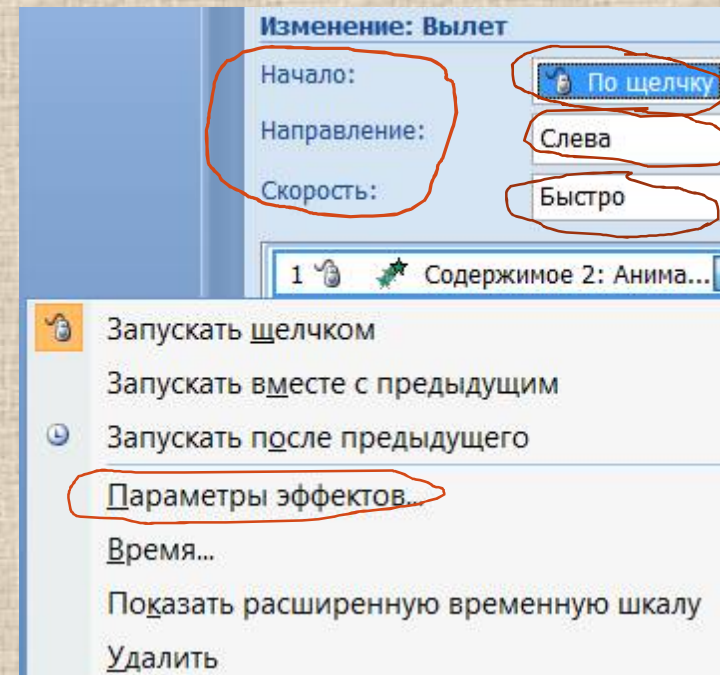 Изменение: Вылет
Начало: По щелчку
Направление: Слева
Скорость: Быстро
1 Содержимое 2: Анима...
Запускать щелчком
Запускать вместе с предыдущим
Запускать после предыдущего
Параметры эффектов...
Время...
Показать расширенную временную шкалу
Удалить